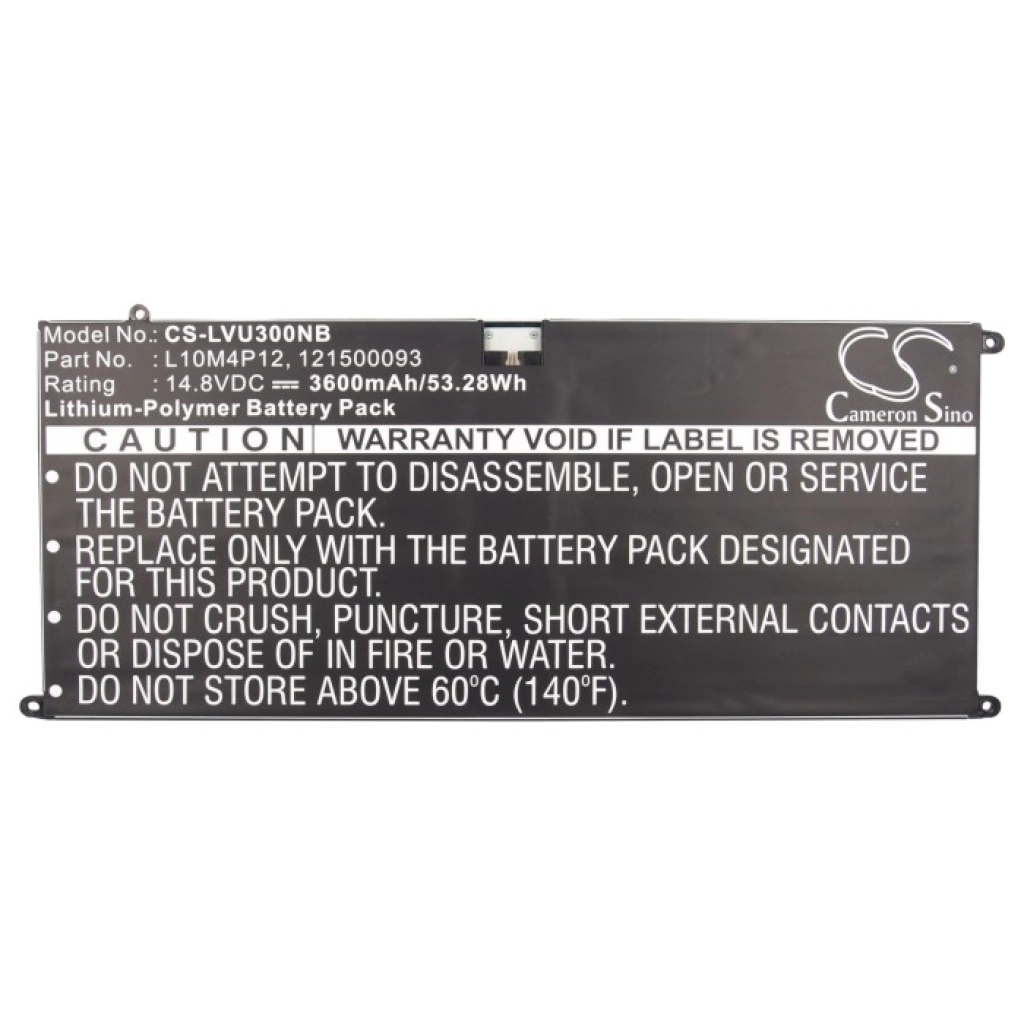 Model No.: CS-LVU300NB
Part No. : L10M4P12, 121500093
Rating : 14.8VDC ⎓ 3600mAh/53.28Wh
Lithium-Polymer Battery Pack
CS ®
Cameron Sino
CAUTION WARRANTY VOID IF LABEL IS REMOVED
• DO NOT ATTEMPT TO DISASSEMBLE, OPEN OR SERVICE
THE BATTERY PACK.
• REPLACE ONLY WITH THE BATTERY PACK DESIGNATED
FOR THIS PRODUCT.
• DO NOT CRUSH, PUNCTURE, SHORT EXTERNAL CONTACTS
OR DISPOSE OF IN FIRE OR WATER.
• DO NOT STORE ABOVE 60°C (140°F).